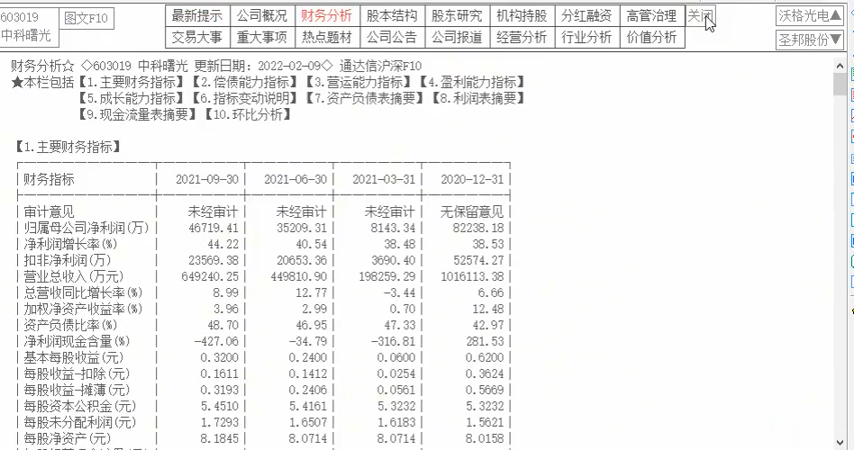 603019 图文F10 最新提示 公司概况 财务分析 股本结构 股东研究 机构持股 分红融资 高管治理 关闭 沃格光电▲
中科曙光 交易大事 重大事项 热点题材 公司公告 公司报道 经营分析 行业分析 价值分析 圣邦股份▼
财务分析☆ ◇603019 中科曙光 更新日期：2022-02-09◇ 通达信沪深F10
★本栏包括【1.主要财务指标】【2.偿债能力指标】【3.营运能力指标】【4.盈利能力指标】
【5.成长能力指标】【6.指标变动说明】【7.资产负债表摘要】【8.利润表摘要】
【9.现金流量表摘要】【10.环比分析】
【1.主要财务指标】
财务指标 2021-09-30 2021-06-30 2021-03-31 2020-12-31
审计意见 未经审计 未经审计 未经审计 无保留意见
归属母公司净利润(万) 46719.41 35209.31 8143.34 82238.18
净利润增长率(%) 44.22 40.54 38.48 38.53
扣非净利润(万) 23569.38 20653.36 3690.40 52574.27
营业总收入(万元) 649240.25 449810.90 198259.29 1016113.38
总营收同比增长率(%) 8.99 12.77 -3.44 6.66
加权净资产收益率(%) 3.96 2.99 0.70 12.48
资产负债比率(%) 48.70 46.95 47.33 42.97
净利润现金含量(%) -427.06 -34.79 -316.81 281.53
基本每股收益(元) 0.3200 0.2400 0.0600 0.6200
每股收益-扣除(元) 0.1611 0.1412 0.0254 0.3624
每股收益-摊薄(元) 0.3193 0.2406 0.0561 0.5669
每股资本公积金(元) 5.4510 5.4161 5.3232 5.3232
每股未分配利润(元) 1.7293 1.6507 1.6183 1.5621
每股净资产(元) 8.1845 8.0714 8.0714 8.0158